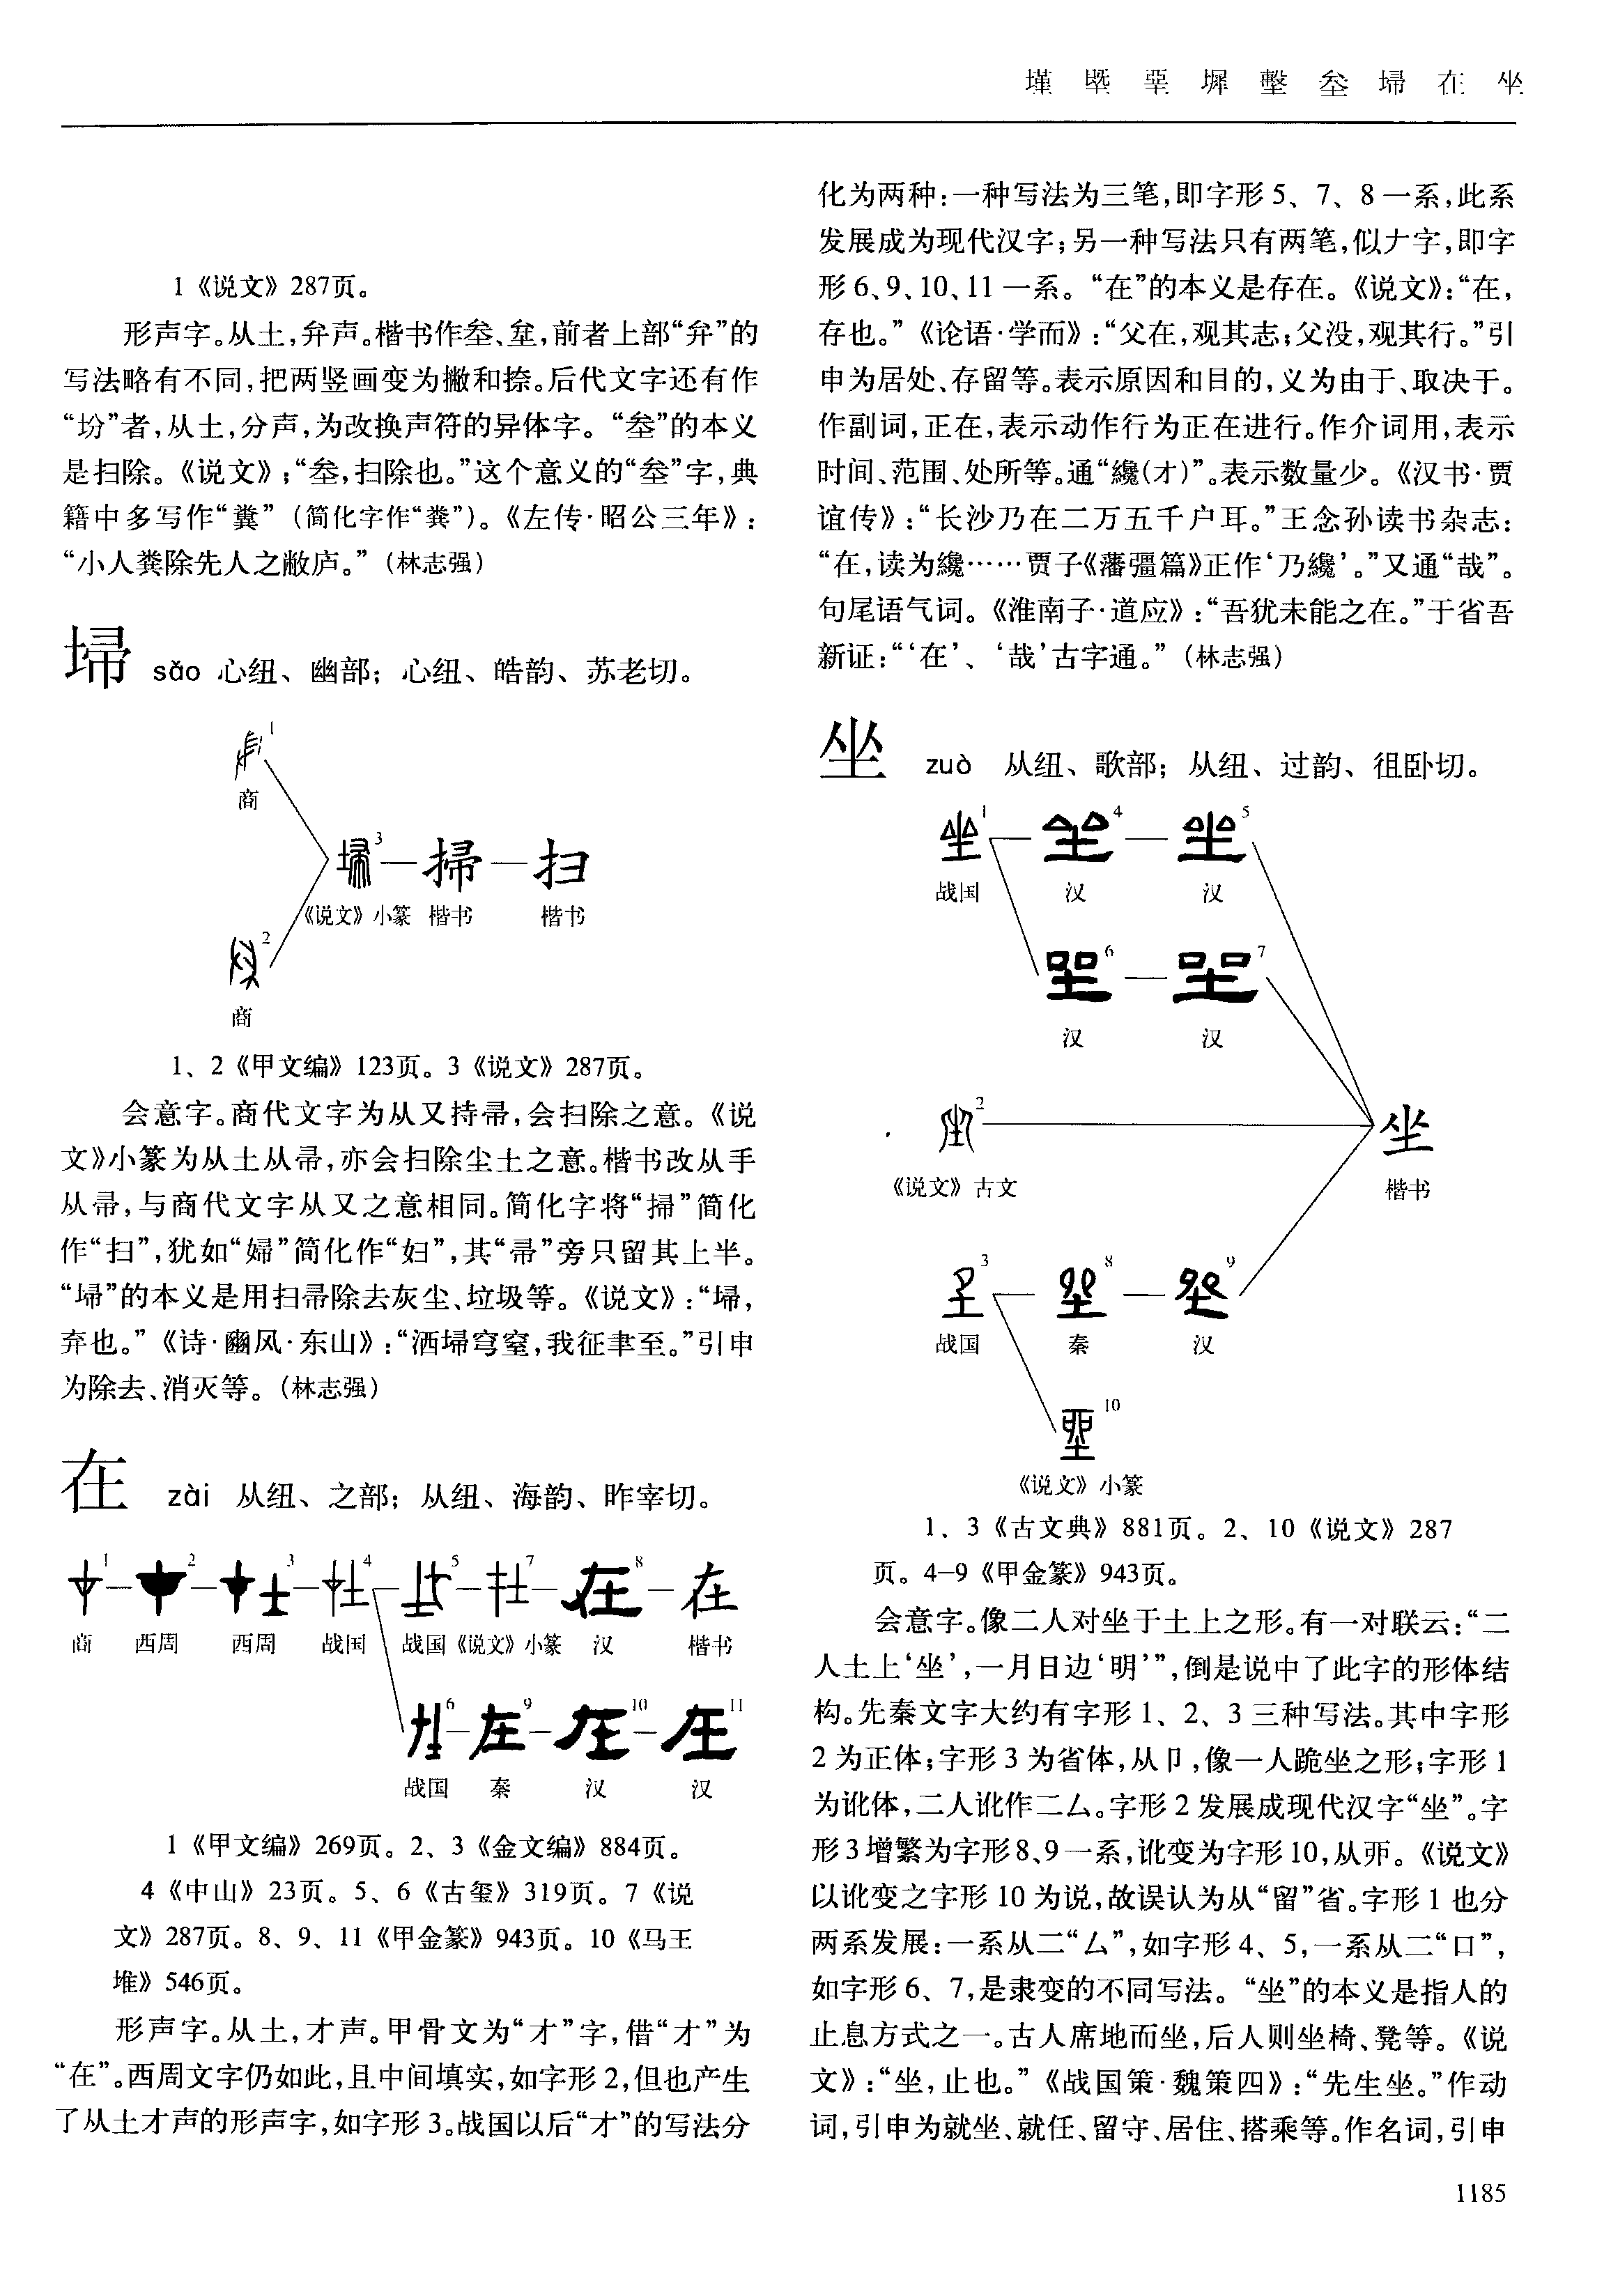 墐 堲 垩 墀 墼 坌 埽 在 坐
1《说文》287页。
形声字。从土，弁声。楷书作坌、坌，前者上部“弁”的
写法略有不同，把两竖画变为撇和捺。后代文字还有作
“坋”者，从土，分声，为改换声符的异体字。“叁”的本义
是扫除。《说文》；“叁，扫除也。”这个意义的“叁”字，典
籍中多写作“糞”（简化字作“粪”）。《左传·昭公三年》：
“小人粪除先人之敝庐。”（林志强）
埽 sǎo 心纽、幽部；心纽、皓韵、苏老切。
1
商
3
埽—掃—扫
《说文》小篆 楷书 楷书
2
商
1、2《甲文编》123页。3《说文》287页。
会意字。商代文字为从又持帚，会扫除之意。《说
文》小篆为从土从帚，亦会扫除尘土之意。楷书改从手
从帚，与商代文字从又之意相同。简化字将“掃”简化
作“扫”，犹如“婦”简化作“妇”，其“帚”旁只留其上半。
“埽”的本义是用扫帚除去灰尘、垃圾等。《说文》：“埽，
弃也。”《诗·豳风·东山》：“洒埽穹窒，我征聿至。”引申
为除去、消灭等。（林志强）
在 zài 从纽、之部；从纽、海韵、昨宰切。
1 2 3 4 5 7 8 在
商 西周 西周 战国 战国《说文》小篆 汉 楷书
6 9 10 11
战国 秦 汉 汉
1《甲文编》269页。2、3《金文编》884页。
4《中山》23页。5、6《古玺》319页。7《说
文》287页。8、9、11《甲金篆》943页。10《马王
堆》546页。
形声字。从土，才声。甲骨文为“才”字，借“才”为
“在”。西周文字仍如此，且中间填实，如字形 2，但也产生
了从土才声的形声字，如字形 3。战国以后“才”的写法分
化为两种：一种写法为三笔，即字形 5、7、8 一系，此系
发展成为现代汉字；另一种写法只有两笔，似ナ字，即字
形 6、9、10、11 一系。“在”的本义是存在。《说文》：“在，
存也。”《论语·学而》：“父在，观其志；父没，观其行。”引
申为居处、存留等。表示原因和目的，义为由于、取决于。
作副词，正在，表示动作行为正在进行。作介词用，表示
时间、范围、处所等。通“纔（才）”。表示数量少。《汉书·贾
谊传》：“长沙乃在二万五千户耳。”王念孙读书杂志：
“在，读为纔……贾子《藩彊篇》正作‘乃纔’。”又通“哉”。
句尾语气词。《淮南子·道应》：“吾犹未能之在。”于省吾
新证：“‘在’、‘哉’古字通。”（林志强）
坐 zuò 从纽、歌部；从纽、过韵、徂卧切。
1 4 5
战国 汉 汉
6 7
汉 汉
2 坐
《说文》古文 楷书
3 8 9
战国 秦 汉
10
《说文》小篆
1、3《古文典》881页。2、10《说文》287
页。4—9《甲金篆》943页。
会意字。像二人对坐于土上之形。有一对联云：“二
人土上‘坐’，一月日边‘明’”，倒是说中了此字的形体结
构。先秦文字大约有字形 1、2、3 三种写法。其中字形
2 为正体；字形 3 为省体，从卩，像一人跪坐之形；字形 1
为讹体，二人讹作二厶。字形 2 发展成现代汉字“坐”。字
形 3 增繁为字形 8、9 一系，讹变为字形 10，从丣。《说文》
以讹变之字形 10 为说，故误认为从“留”省。字形 1 也分
两系发展：一系从二“厶”，如字形 4、5，一系从二“口”，
如字形 6、7，是隶变的不同写法。“坐”的本义是指人的
止息方式之一。古人席地而坐，后人则坐椅、凳等。《说
文》：“坐，止也。”《战国策·魏策四》：“先生坐。”作动
词，引申为就坐、就任、留守、居住、搭乘等。作名词，引申
1185